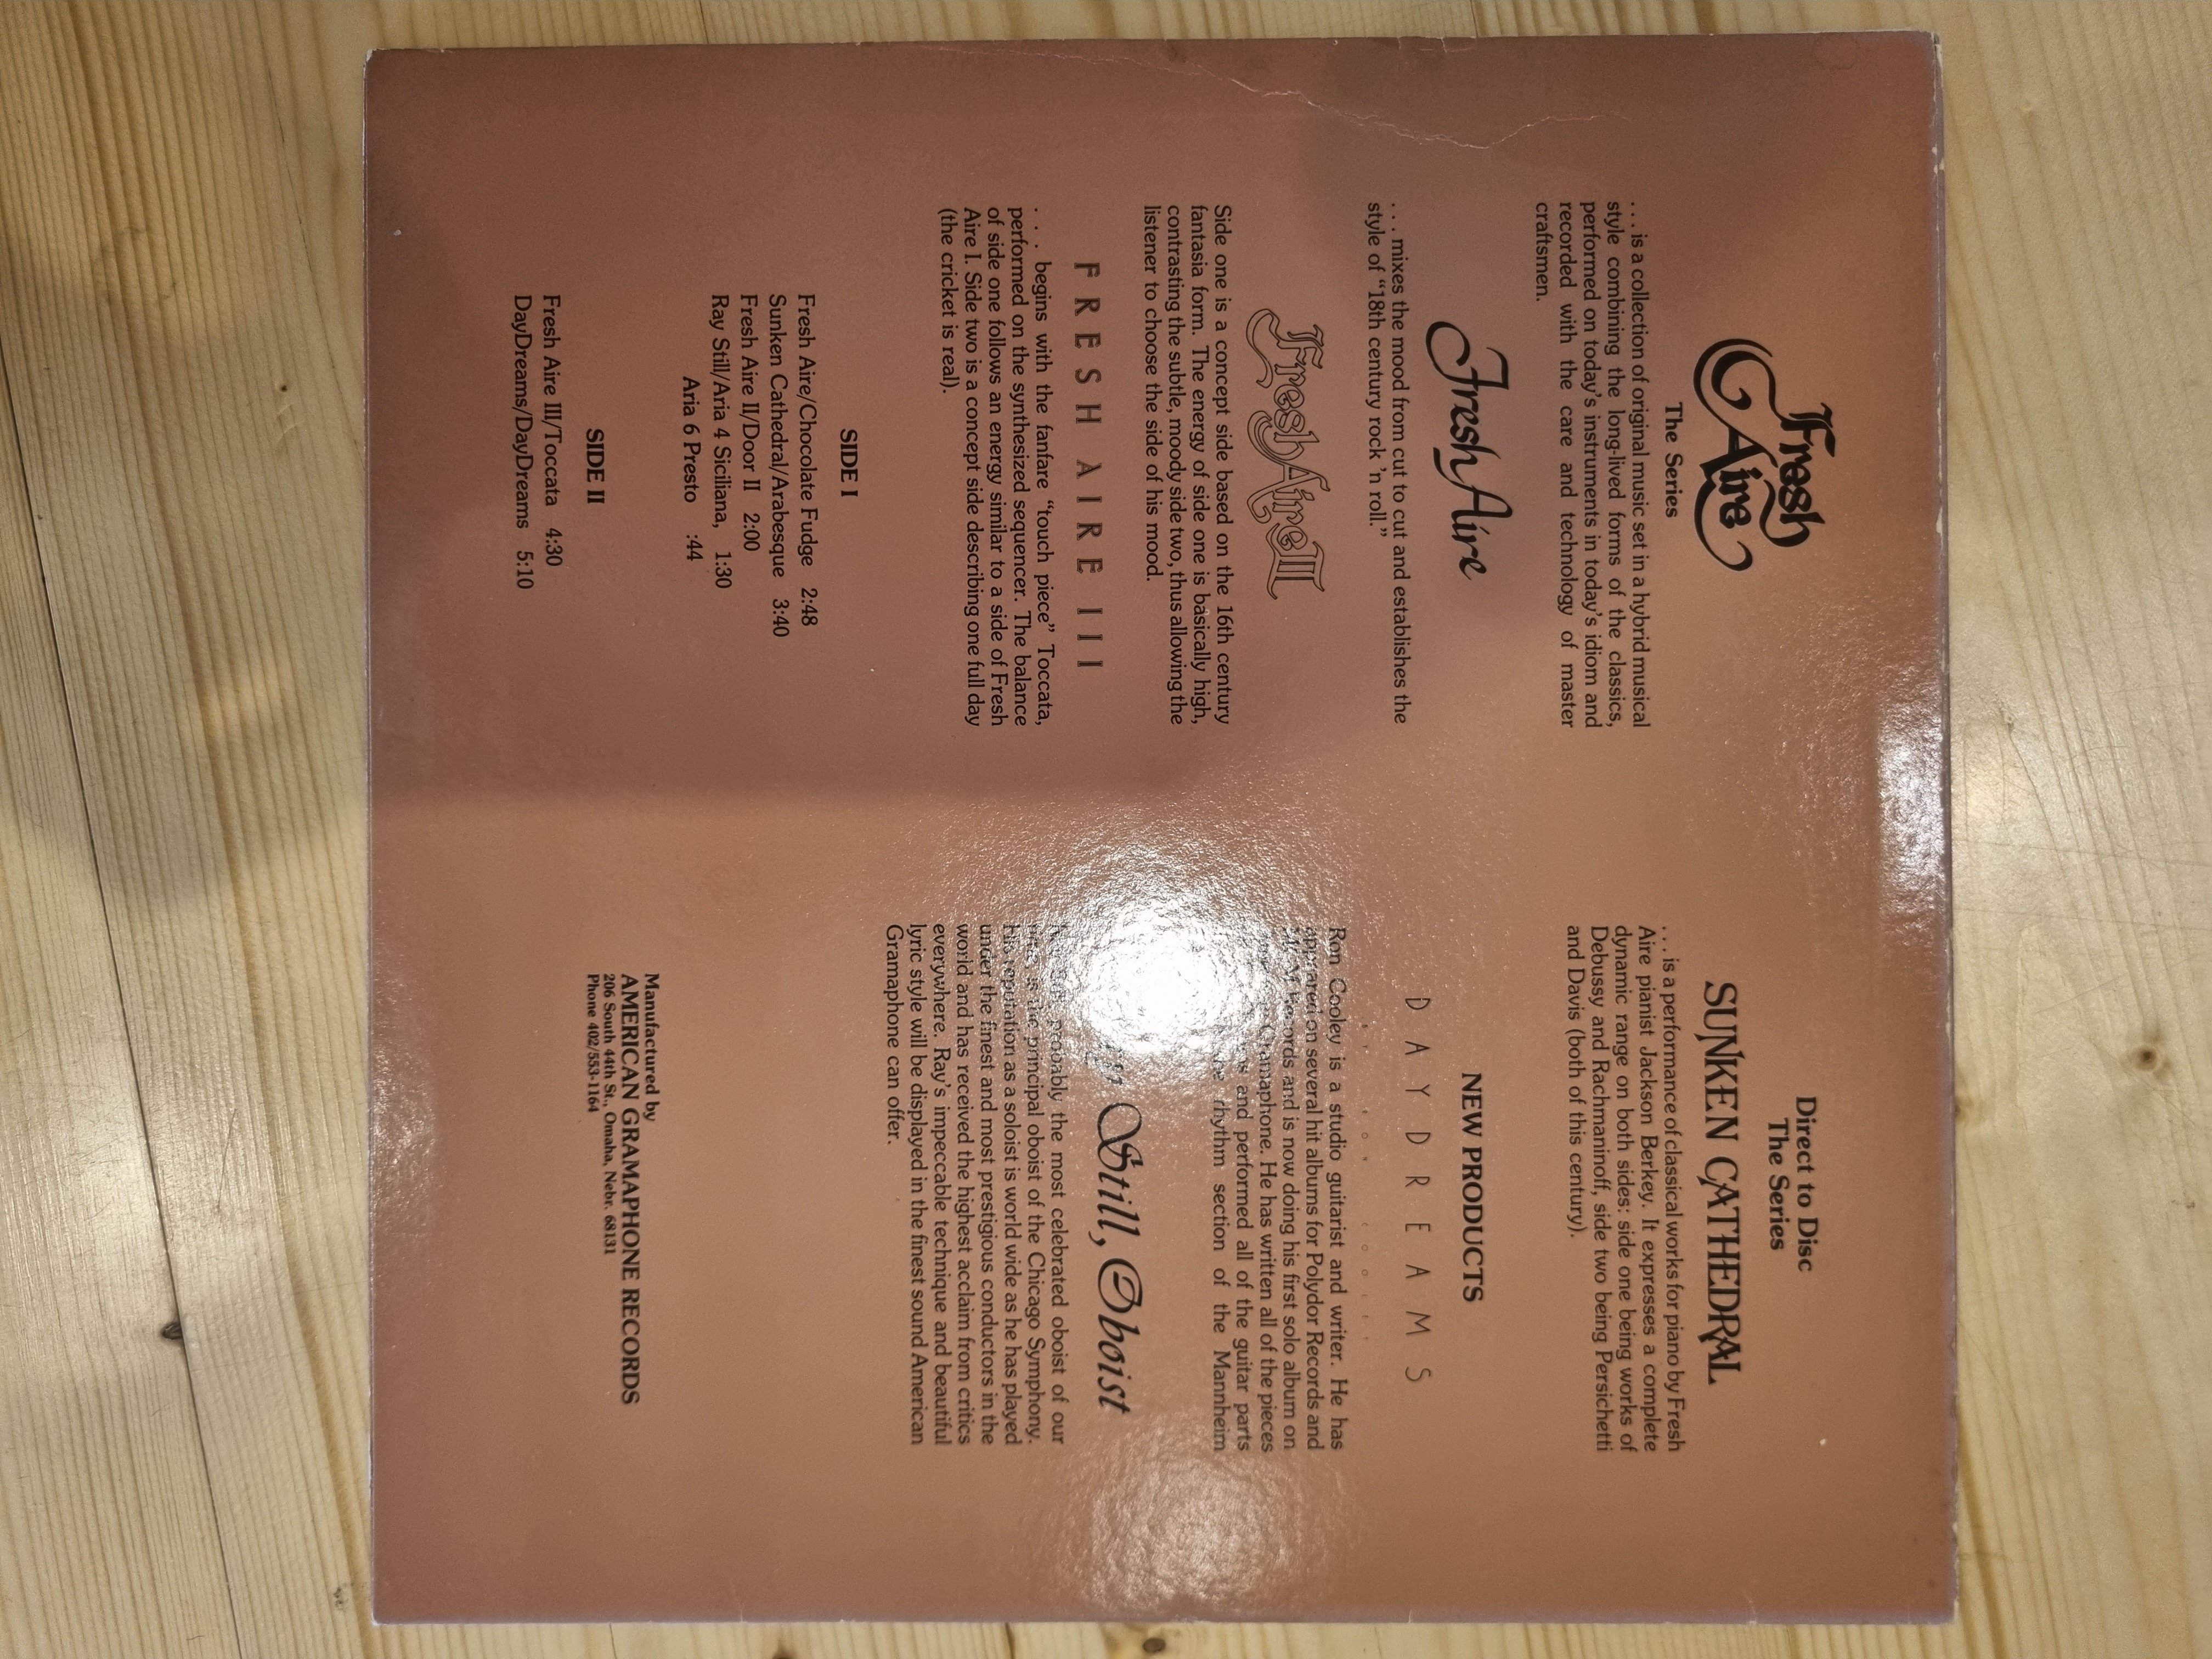 Fresh
Aire
The Series
. . . is a collection of original music set in a hybrid musical
style combining the long-lived forms of the classics,
performed on today's instruments in today's idiom and
recorded with the care and technology of master
craftsmen.
Fresh Aire
. . . mixes the mood from cut to cut and establishes the
style of “18th century rock ’n roll.”
Fresh Aire II
Side one is a concept side based on the 16th century
fantasia form. The energy of side one is basically high,
contrasting the subtle, moody side two, thus allowing the
listener to choose the side of his mood.
FRESH AIRE III
. . . begins with the fanfare “touch piece” Toccata,
performed on the synthesized sequencer. The balance
of side one follows an energy similar to a side of Fresh
Aire I. Side two is a concept side describing one full day
(the cricket is real).
SIDE I
Fresh Aire/Chocolate Fudge 2:48
Sunken Cathedral/Arabesque 3:40
Fresh Aire II/Door II 2:00
Ray Still/Aria 4 Siciliana, 1:30
Aria 6 Presto :44
SIDE II
Fresh Aire III/Toccata 4:30
DayDreams/DayDreams 5:10
Direct to Disc
The Series
SUNKEN CATHEDRAL
. . . is a performance of classical works for piano by Fresh
Aire pianist Jackson Berkey. It expresses a complete
dynamic range on both sides: side one being works of
Debussy and Rachmaninoff, side two being Persichetti
and Davis (both of this century).
NEW PRODUCTS
DAYDREAMS
Ron Cooley is a studio guitarist and writer. He has
appeared on several hit albums for Polydor Records and
Records and is now doing his first solo album on
Gramaphone. He has written all of the pieces
and performed all of the guitar parts
the rhythm section of the Mannheim
Still, Oboist
probably the most celebrated oboist of our
is the principal oboist of the Chicago Symphony.
His reputation as a soloist is world wide as he has played
under the finest and most prestigious conductors in the
world and has received the highest acclaim from critics
everywhere. Ray's impeccable technique and beautiful
lyric style will be displayed in the finest sound American
Gramaphone can offer.
Manufactured by
AMERICAN GRAMAPHONE RECORDS
206 South 44th St., Omaha, Nebr. 68131
Phone 402/553-1164